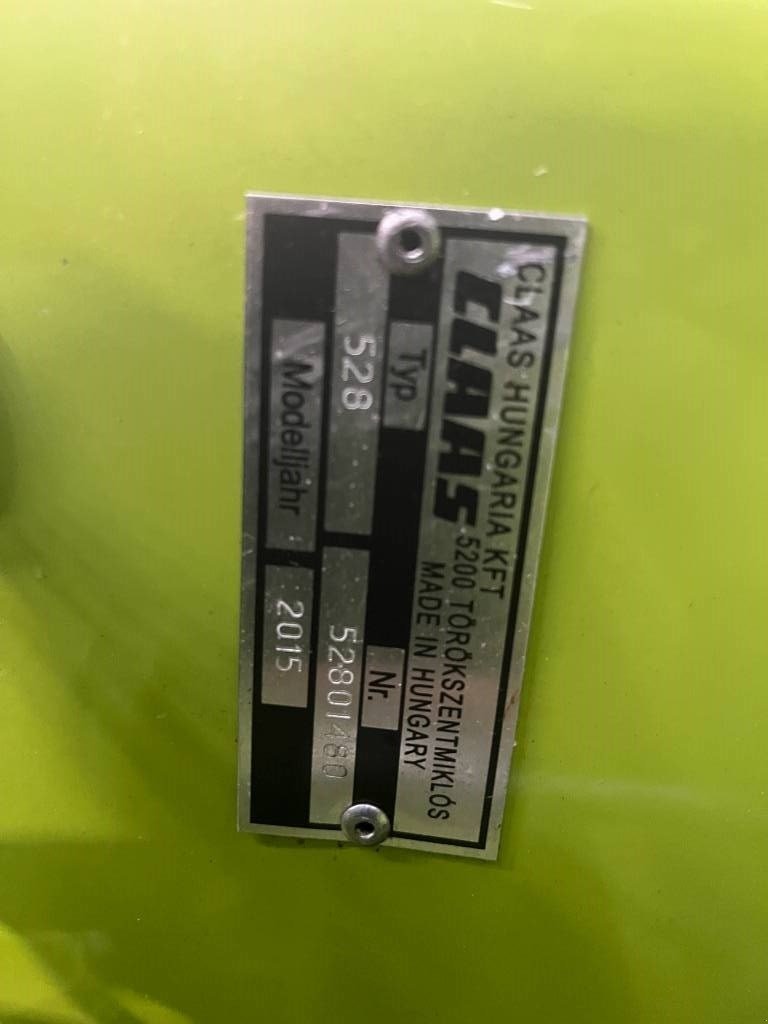 CLAAS HUNGARIA KFT
CLAAS 5200 TÖRÖKSZENTMIKLÓS
MADE IN HUNGARY
Typ Nr.
528 52801480
Modelljahr 2015